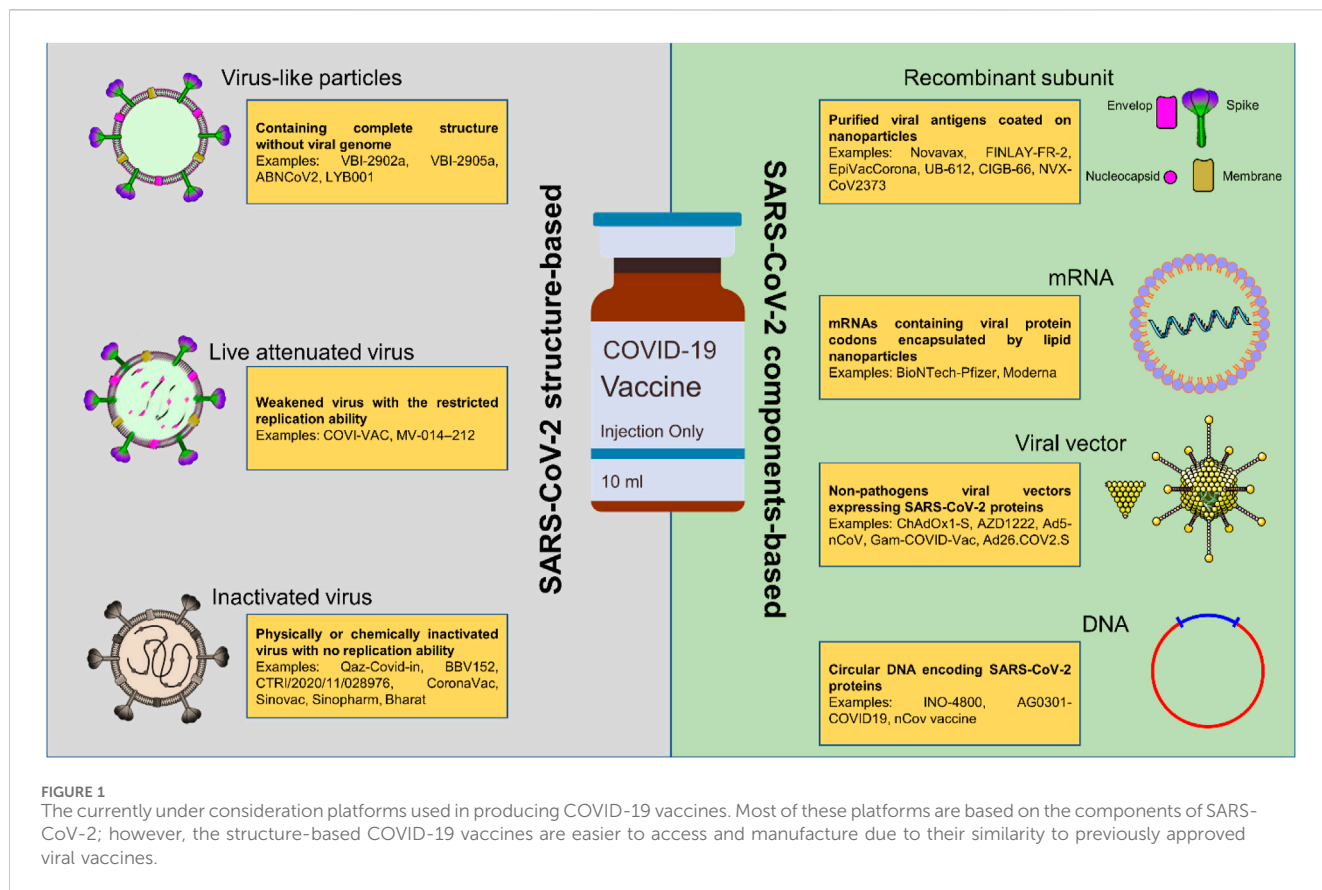 Virus-like particles
Containing complete structure
without viral genome
Examples: VBI-2902a, VBI-2905a,
ABNCoV2, LYB001
Live attenuated virus
Weakened virus with the restricted
replication ability
Examples: COVI-VAC, MV-014–212
Inactivated virus
Physically or chemically inactivated
virus with no replication ability
Examples: Qaz-Covid-in, BBV152,
CTRI/2020/11/028976, CoronaVac,
Sinovac, Sinopharm, Bharat
SARS-CoV-2 structure-based
COVID-19
Vaccine
Injection Only
10 ml
SARS-CoV-2 components-based
Recombinant subunit
Purified viral antigens coated on
nanoparticles
Examples: Novavax, FINLAY-FR-2,
EpiVacCorona, UB-612, CIGB-66, NVX-
CoV2373
Envelop
Spike
Nucleocapsid
Membrane
mRNA
mRNAs containing viral protein
codons encapsulated by lipid
nanoparticles
Examples: BioNTech-Pfizer, Moderna
Viral vector
Non-pathogens viral vectors
expressing SARS-CoV-2 proteins
Examples: ChAdOx1-S, AZD1222, Ad5-
nCoV, Gam-COVID-Vac, Ad26.COV2.S
DNA
Circular DNA encoding SARS-CoV-2
proteins
Examples: INO-4800, AG0301-
COVID19, nCov vaccine
FIGURE 1
The currently under consideration platforms used in producing COVID-19 vaccines. Most of these platforms are based on the components of SARS-
CoV-2; however, the structure-based COVID-19 vaccines are easier to access and manufacture due to their similarity to previously approved
viral vaccines.